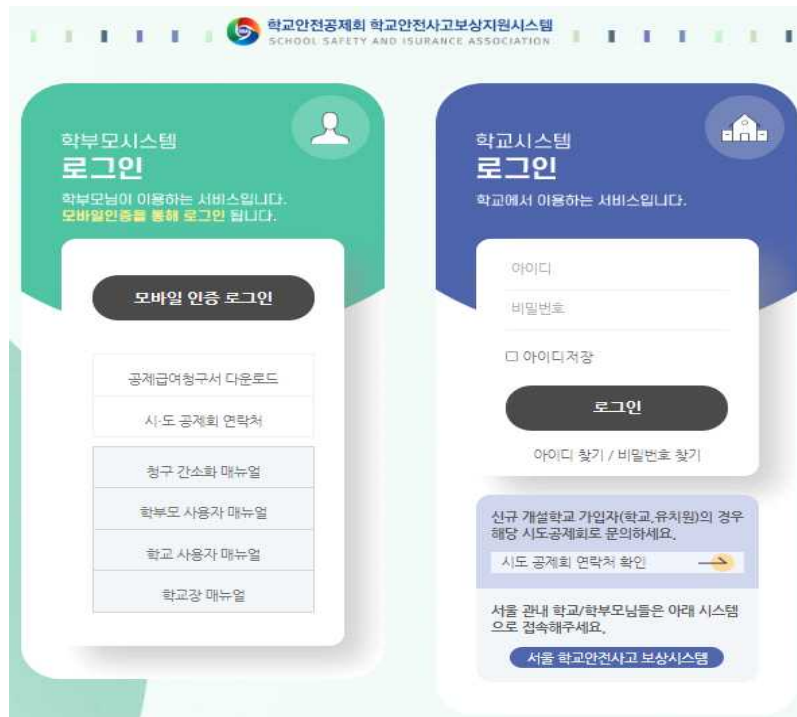 학교안전공제회 학교안전사고보상지원시스템
SCHOOL SAFETY AND ISURANCE ASSOCIATION
학부모시스템
로그인
학부모님이 이용하는 서비스입니다.
모바일인증을 통해 로그인 됩니다.
모바일 인증 로그인
공제급여청구서 다운로드
시·도 공제회 연락처
청구 간소화 매뉴얼
학부모 사용자 매뉴얼
학교 사용자 매뉴얼
학교장 매뉴얼
학교시스템
로그인
학교에서 이용하는 서비스입니다.
아이디
비밀번호
아이디저장
로그인
아이디 찾기 / 비밀번호 찾기
신규 개설학교 가입자(학교,유치원)의 경우
해당 시도공제회로 문의하세요.
시도 공제회 연락처 확인
서울 관내 학교/학부모님들은 아래 시스템
으로 접속해주세요.
서울 학교안전사고 보상시스템